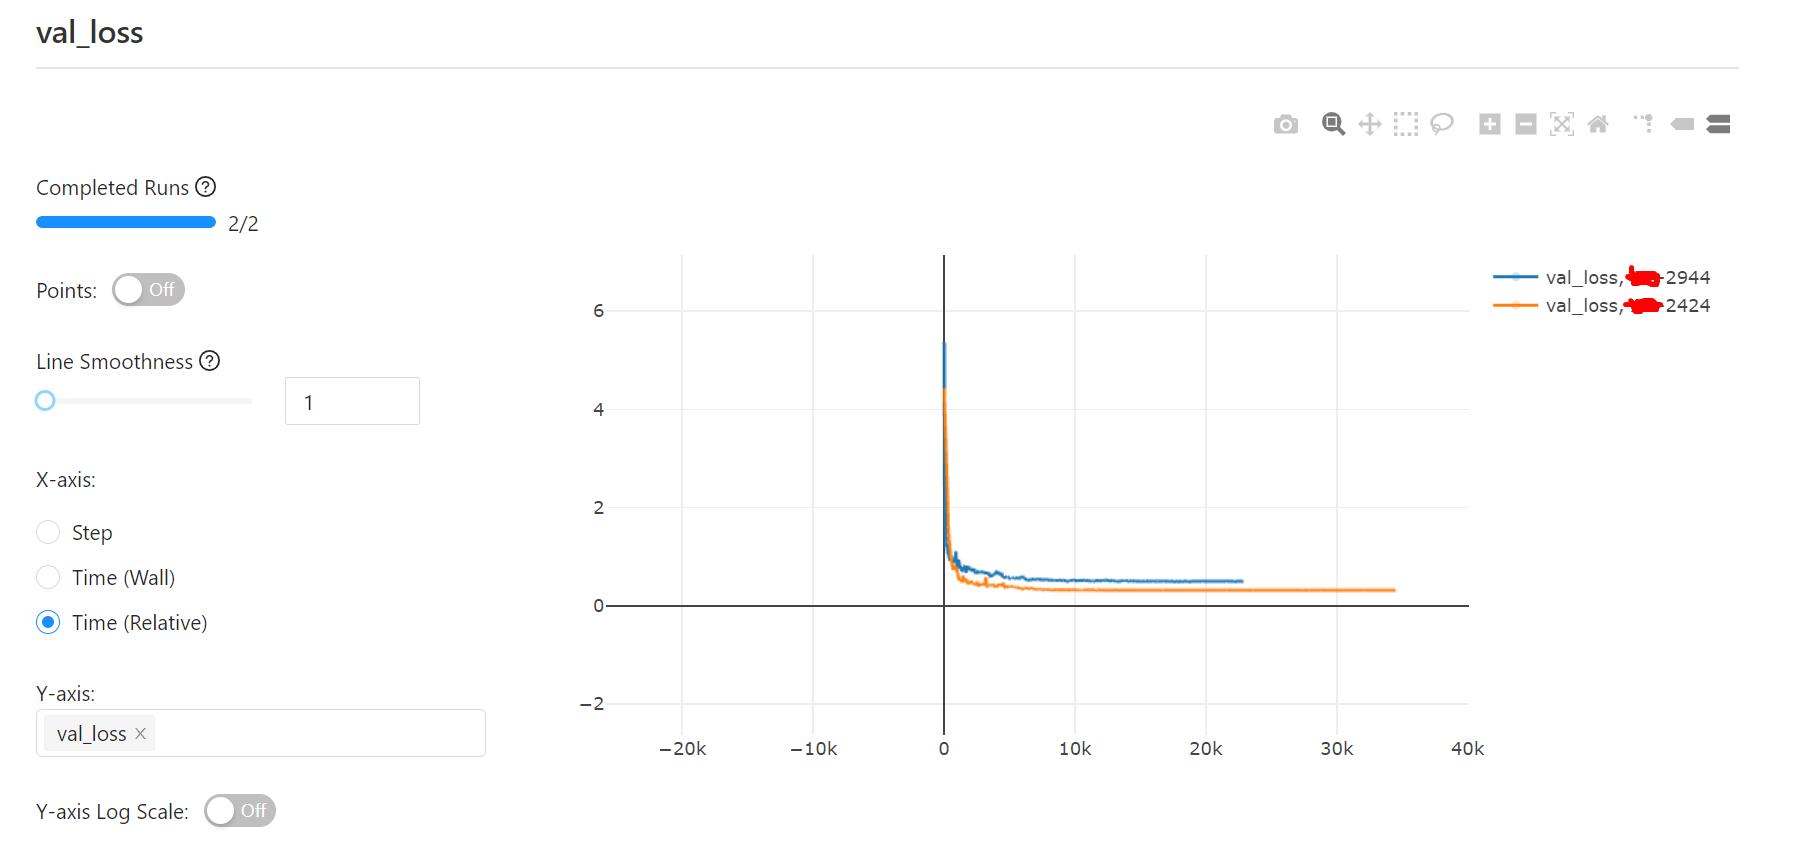 val_loss
Completed Runs ?
2/2
Points: Off
Line Smoothness ?
1
X-axis:
Step
Time (Wall)
Time (Relative)
Y-axis:
val_loss
Y-axis Log Scale: Off
6
4
2
0
−2
−20k −10k 0 10k 20k 30k 40k
val_loss, -2944
val_loss, -2424